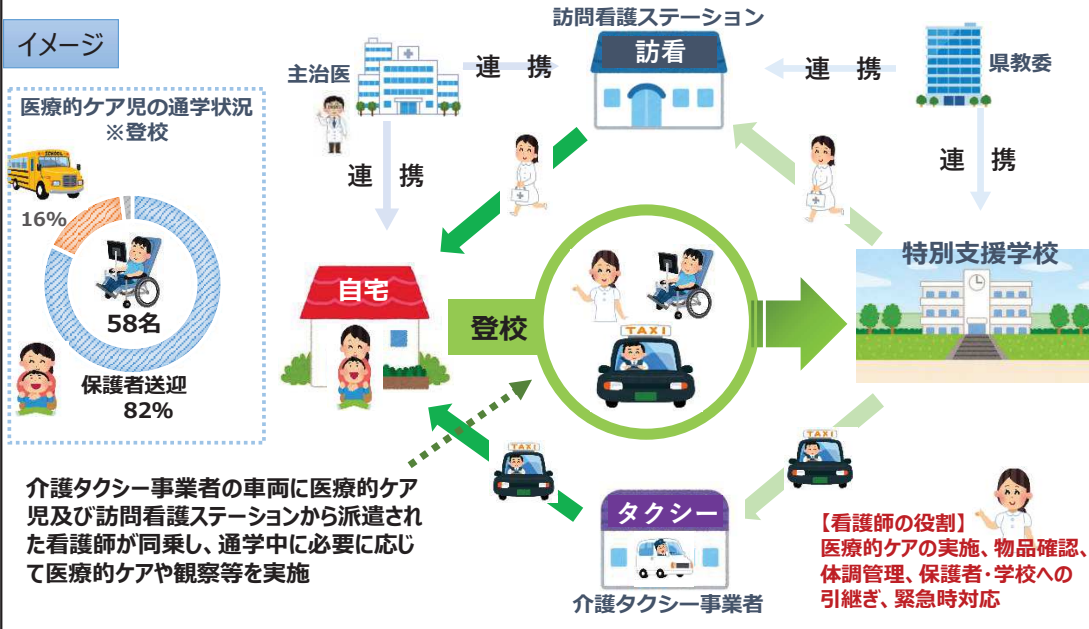 イメージ
医療的ケア児の通学状況
※登校
SCHOOL
16%
58名
保護者送迎
82%
訪問看護ステーション
訪看
主治医
連 携
連 携
県教委
連 携
連 携
自宅
登校
TAXI
特別支援学校
TAXI
TAXI
タクシー
介護タクシー事業者
介護タクシー事業者の車両に医療的ケア
児及び訪問看護ステーションから派遣され
た看護師が同乗し、通学中に必要に応じ
て医療的ケアや観察等を実施
【看護師の役割】
医療的ケアの実施、物品確認、
体調管理、保護者・学校への
引継ぎ、緊急時対応